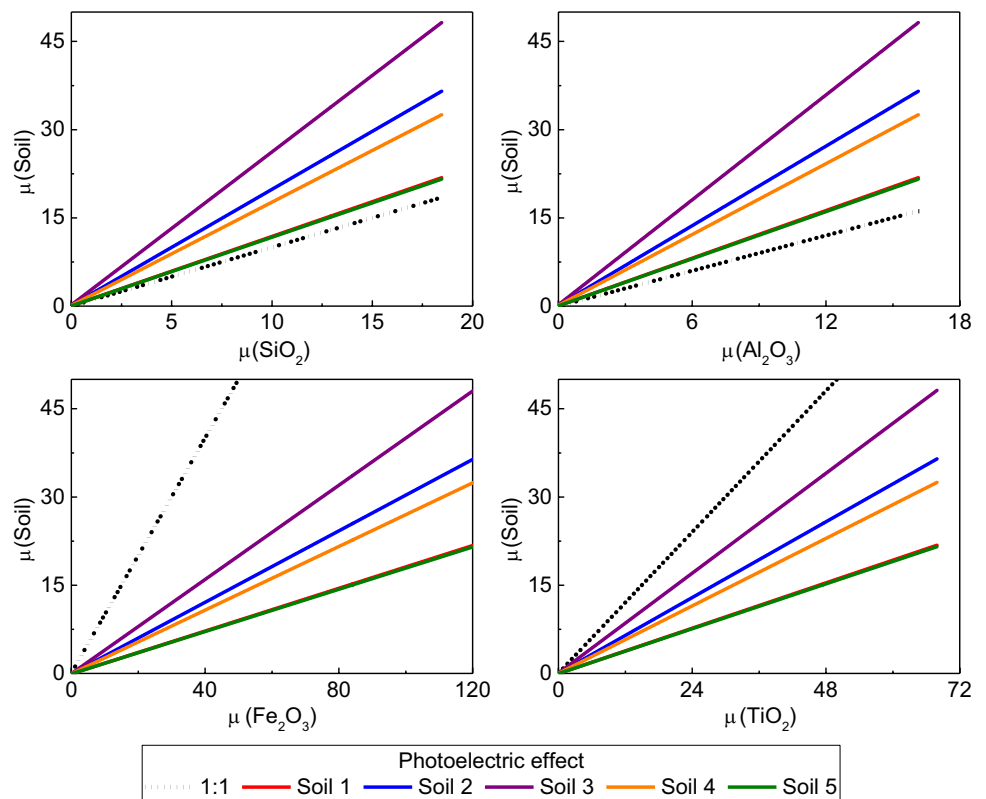 45
30
15
0
μ(Soil)
0 5 10 15 20
μ(SiO₂)
45
30
15
0
μ(Soil)
0 6 12 18
μ(Al₂O₃)
45
30
15
0
μ(Soil)
0 40 80 120
μ(Fe₂O₃)
45
30
15
0
μ(Soil)
0 24 48 72
μ(TiO₂)
Photoelectric effect
1:1 Soil 1 Soil 2 Soil 3 Soil 4 Soil 5